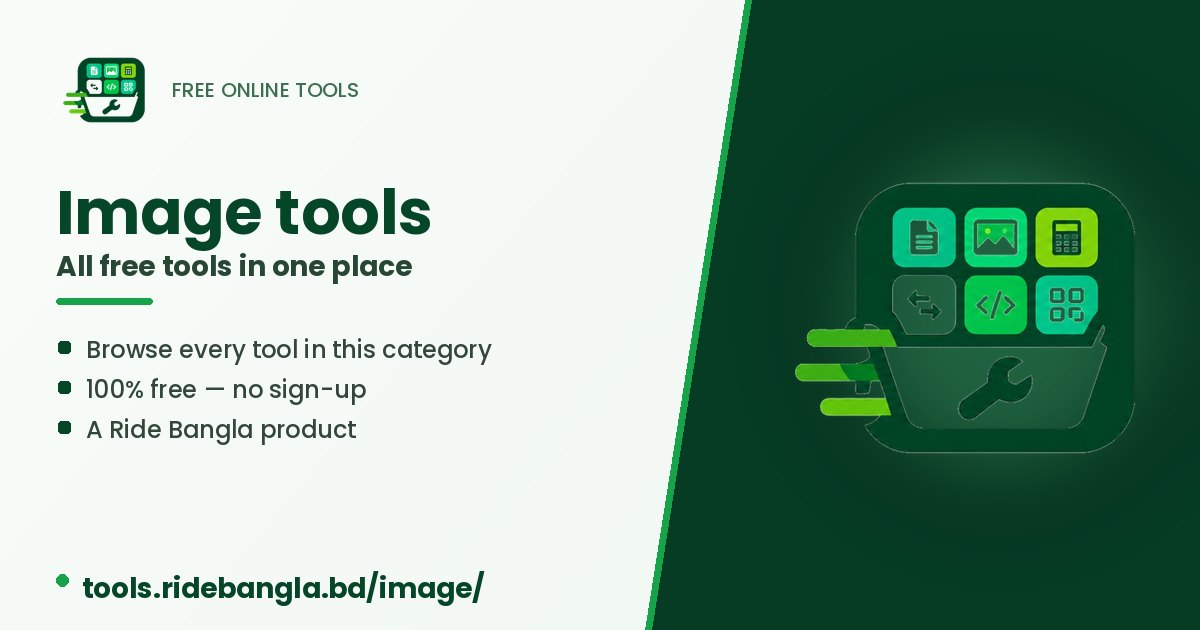 FREE ONLINE TOOLS
Image tools
All free tools in one place
Browse every tool in this category
100% free — no sign-up
A Ride Bangla product
tools.ridebangla.bd/image/